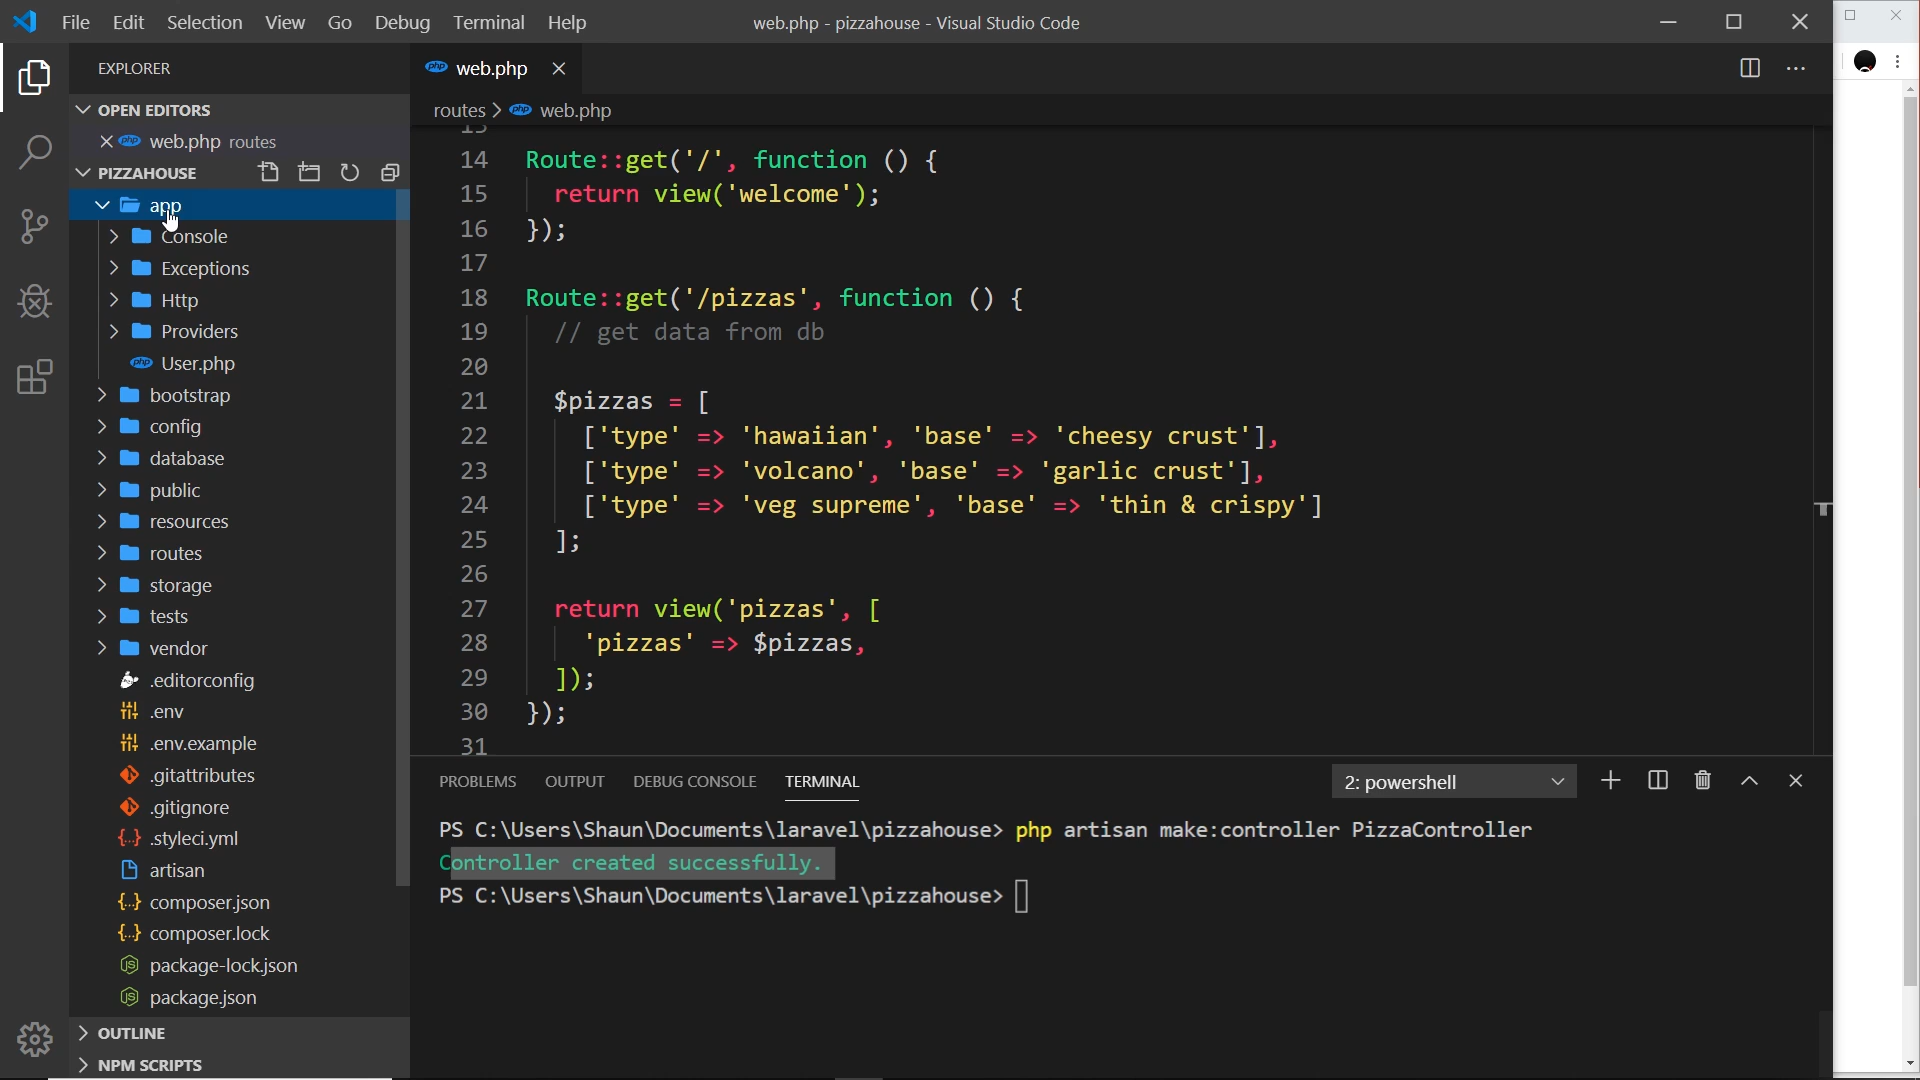 File Edit Selection View Go Debug Terminal Help
web.php - pizzahouse - Visual Studio Code
EXPLORER
OPEN EDITORS
web.php routes
PIZZAHOUSE
app
Console
Exceptions
Http
Providers
User.php
bootstrap
config
database
public
resources
routes
storage
tests
vendor
.editorconfig
.env
.env.example
.gitattributes
.gitignore
.styleci.yml
artisan
composer.json
composer.lock
package-lock.json
package.json
OUTLINE
NPM SCRIPTS
web.php
routes > web.php
13
14 Route::get('/', function () {
15 return view('welcome');
16 });
17
18 Route::get('/pizzas', function () {
19 // get data from db
20
21 $pizzas = [
22 ['type' => 'hawaiian', 'base' => 'cheesy crust'],
23 ['type' => 'volcano', 'base' => 'garlic crust'],
24 ['type' => 'veg supreme', 'base' => 'thin & crispy']
25 ];
26
27 return view('pizzas', [
28 'pizzas' => $pizzas,
29 ]);
30 });
31
PROBLEMS OUTPUT DEBUG CONSOLE TERMINAL
2: powershell
PS C:\Users\Shaun\Documents\laravel\pizzahouse> php artisan make:controller PizzaController
Controller created successfully.
PS C:\Users\Shaun\Documents\laravel\pizzahouse>